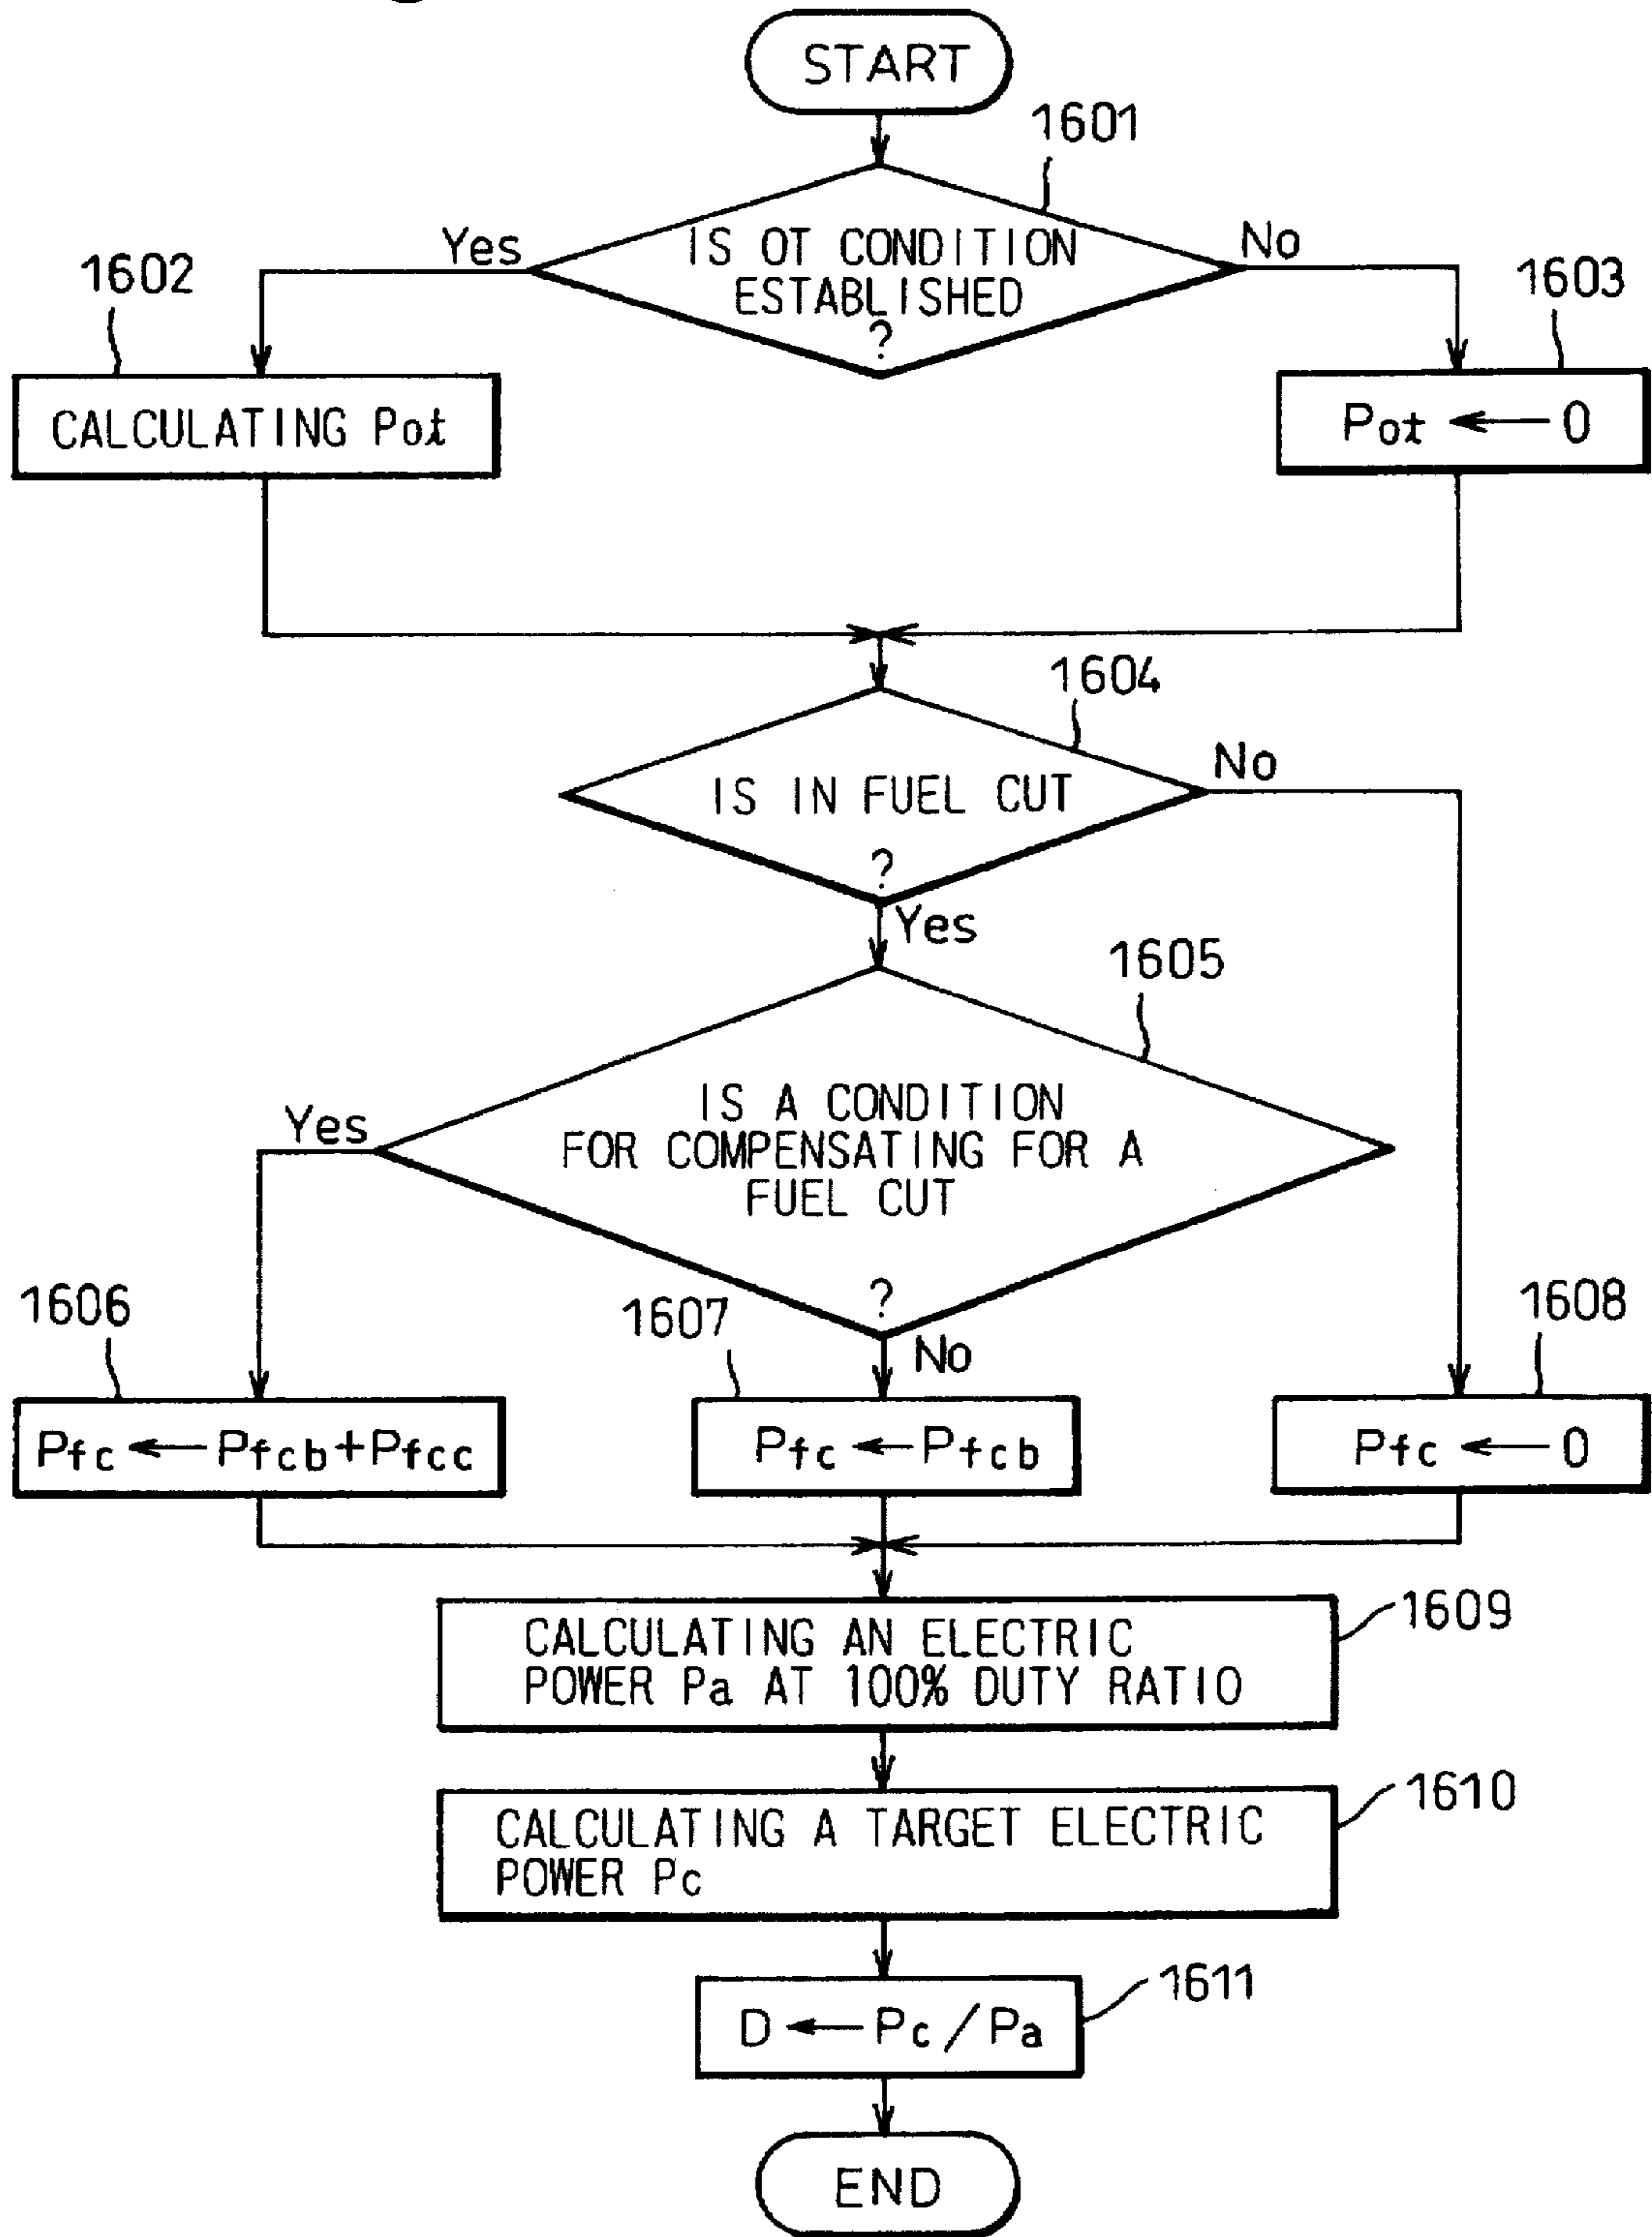 START
1601
Yes
IS OT CONDITION
ESTABLISHED
?
No
1602
1603
CALCULATING Pot
Pot ← 0
1604
IS IN FUEL CUT
?
No
Yes
1605
IS A CONDITION
FOR COMPENSATING FOR A
FUEL CUT
?
Yes
No
1606
1607
1608
Pfc ← Pfcb+Pfcc
Pfc ← Pfcb
Pfc ← 0
CALCULATING AN ELECTRIC
POWER Pa AT 100% DUTY RATIO
1609
CALCULATING A TARGET ELECTRIC
POWER Pc
1610
1611
D ← Pc/Pa
END